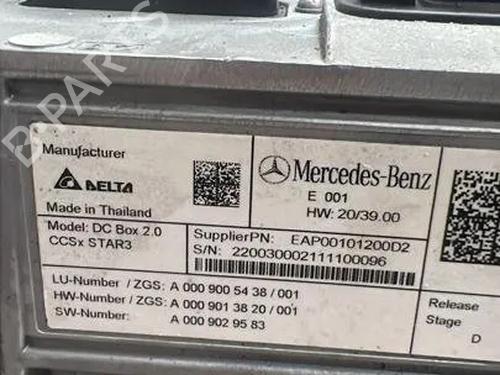 B-PARTS
Manufacturer
DELTA
Made in Thailand
Mercedes-Benz
E 001
HW: 20/39.00
Model: DC Box 2.0
CCSx STAR3
SupplierPN: EAP00101200D2
S/N: 2200300002111100096
LU-Number / ZGS: A 000 900 54 38 / 001
HW-Number / ZGS: A 000 901 38 20 / 001
SW-Number: A 000 902 95 83
Release
Stage
D